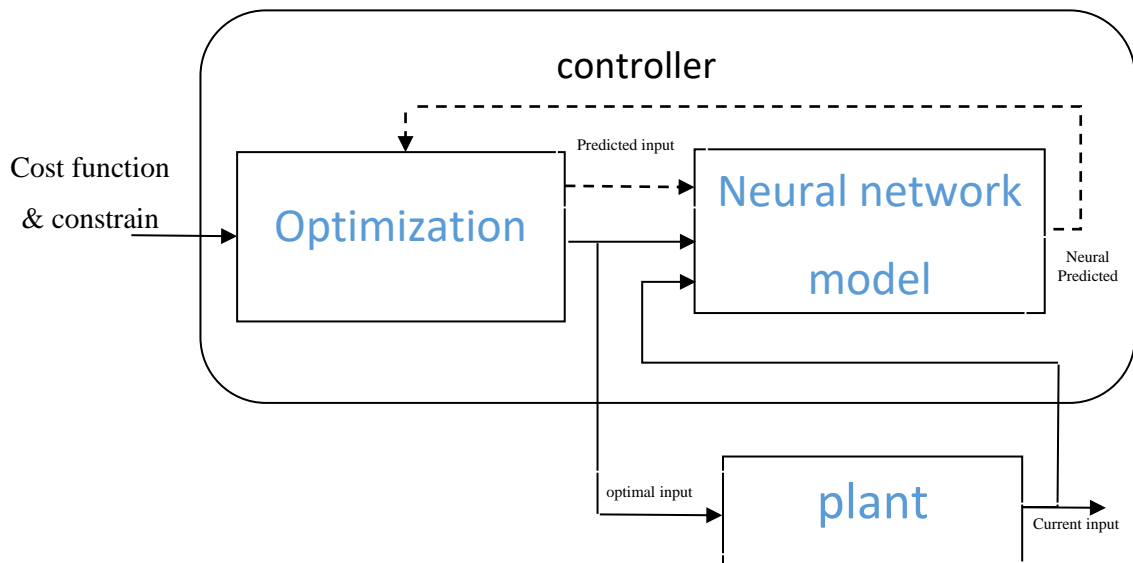 controller
Cost function
& constrain
Optimization
Predicted input
Neural network
model
Neural
Predicted
optimal input
plant
Current input